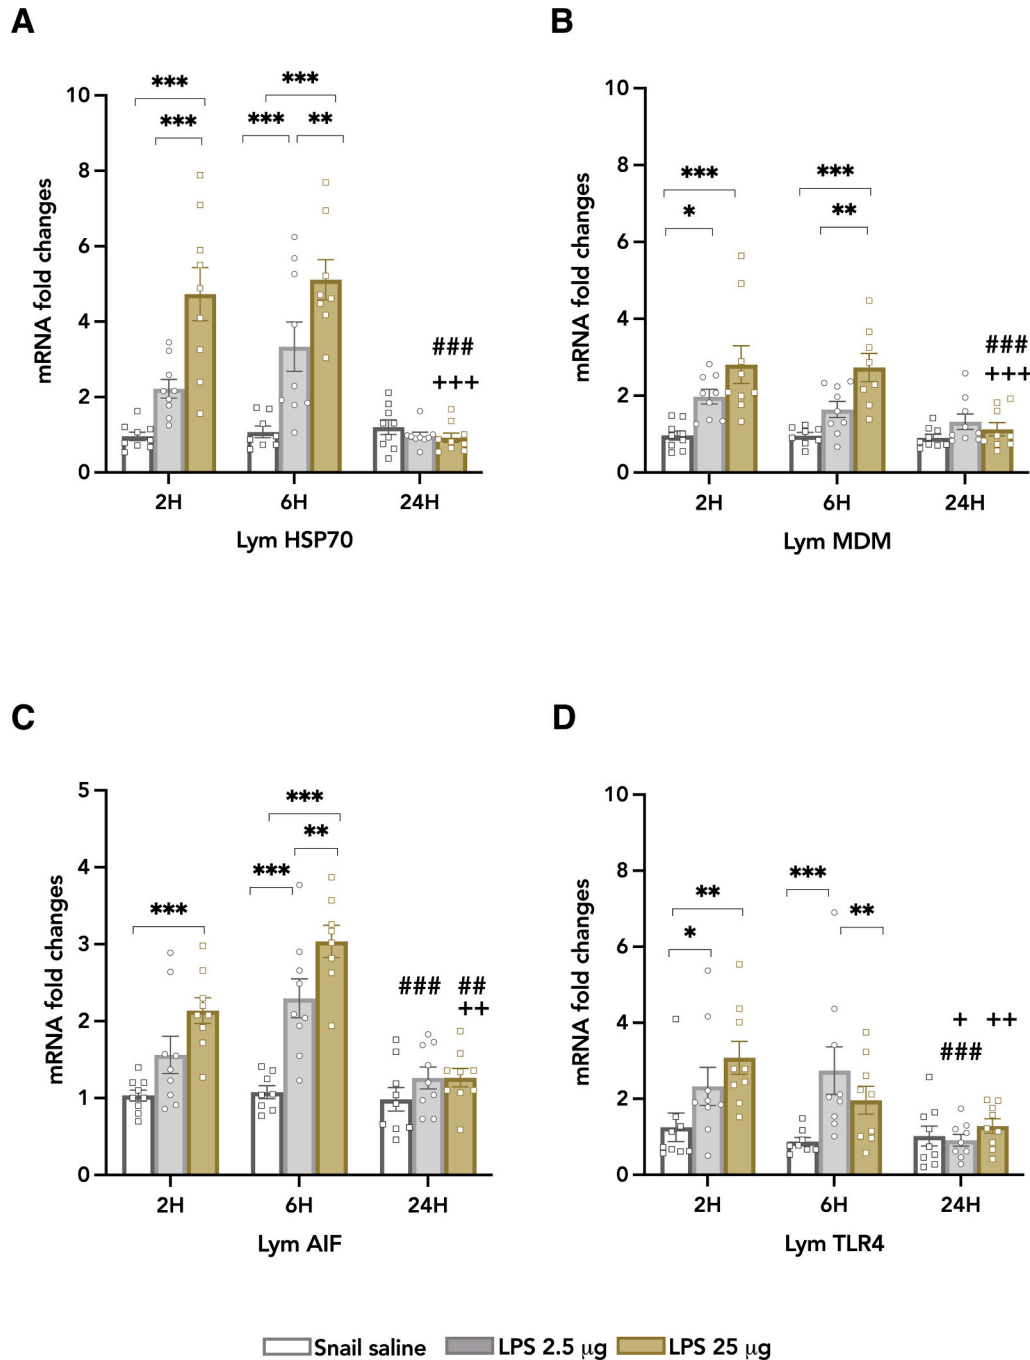 A
mRNA fold changes
10
8
6
4
2
0
***
***
***
***
**
###
+++
2H
6H
24H
Lym HSP70
B
mRNA fold changes
10
8
6
4
2
0
***
*
***
**
###
+++
2H
6H
24H
Lym MDM
C
mRNA fold changes
5
4
3
2
1
0
***
***
***
**
###
##
++
2H
6H
24H
Lym AIF
D
mRNA fold changes
10
8
6
4
2
0
**
*
***
**
+
++
###
2H
6H
24H
Lym TLR4
Snail saline
LPS 2.5 μg
LPS 25 μg